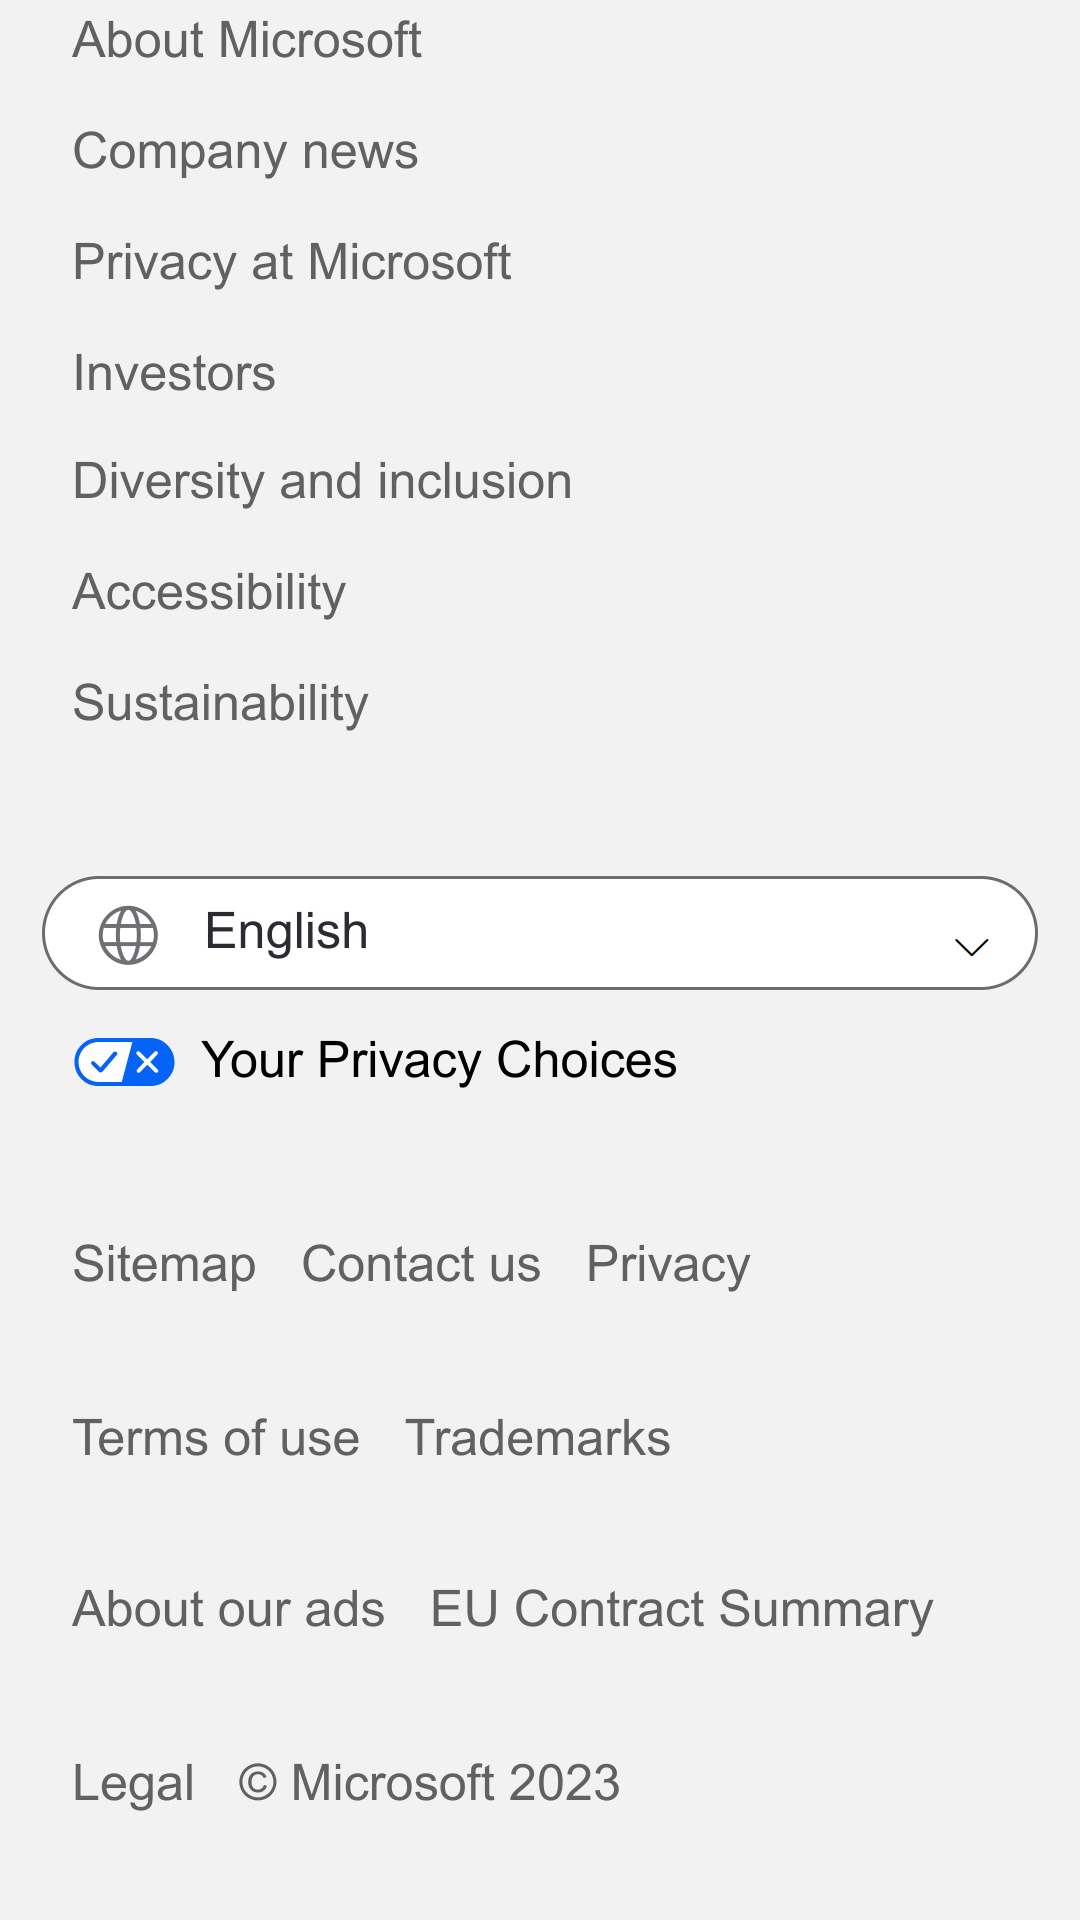 About Microsoft
Company news
Privacy at Microsoft
Investors
Diversity and inclusion
Accessibility
Sustainability
English
Your Privacy Choices
Sitemap Contact us Privacy
Terms of use Trademarks
About our ads EU Contract Summary
Legal © Microsoft 2023